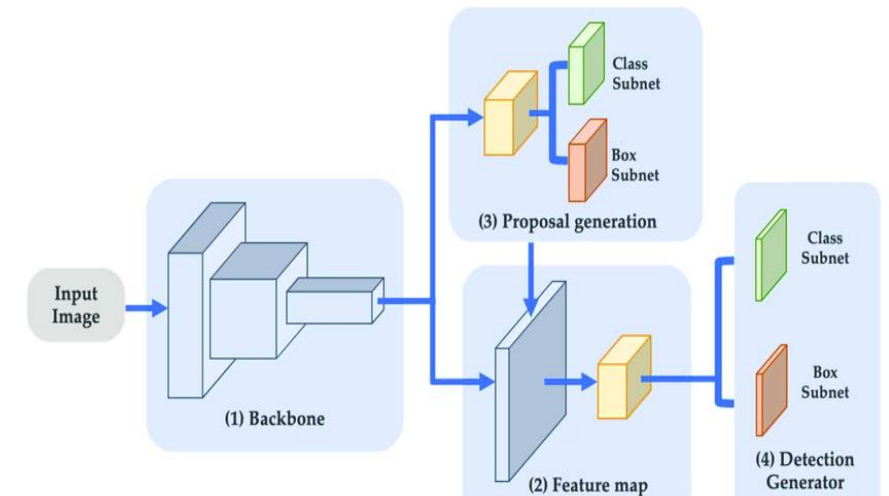 Input
Image
(1) Backbone
Class
Subnet
Box
Subnet
(3) Proposal generation
(2) Feature map
Class
Subnet
Box
Subnet
(4) Detection
Generator